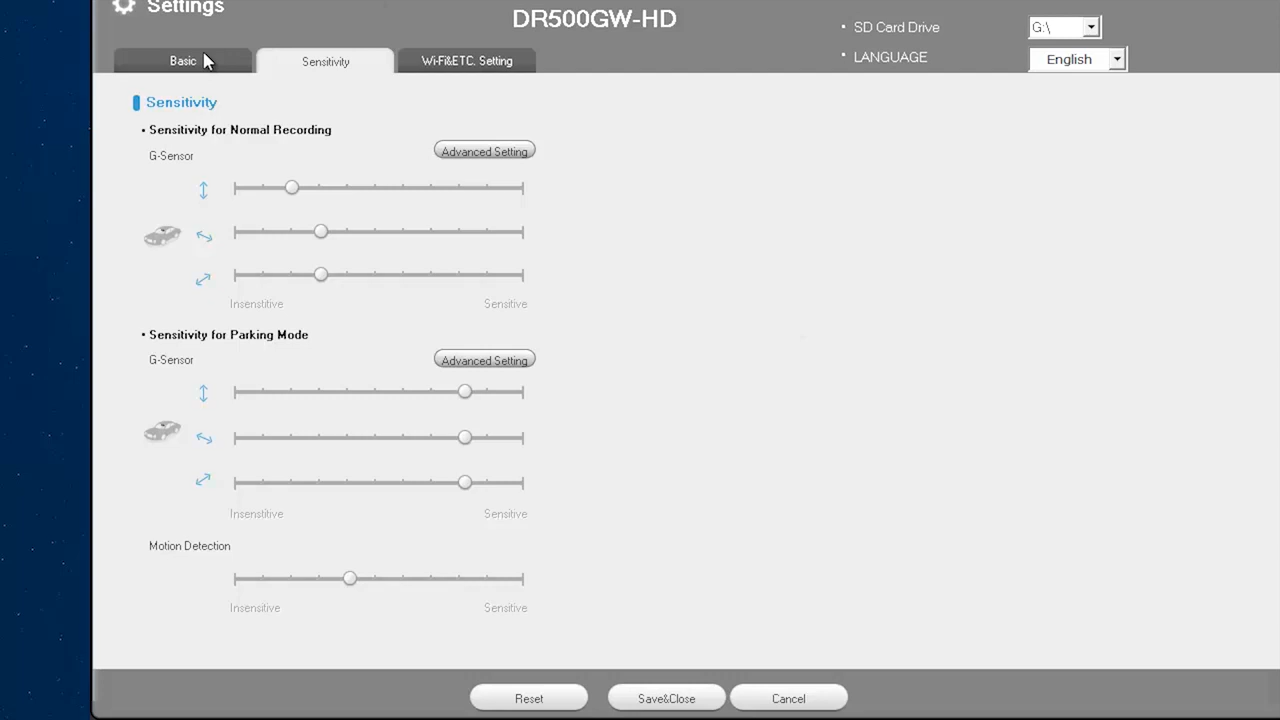 Settings
DR500GW-HD
• SD Card Drive G:\
• LANGUAGE English
Basic Sensitivity Wi-Fi&ETC. Setting
Sensitivity
• Sensitivity for Normal Recording
G-Sensor Advanced Setting
Insenstitive Sensitive
• Sensitivity for Parking Mode
G-Sensor Advanced Setting
Insenstitive Sensitive
Motion Detection
Insensitive Sensitive
Reset Save&Close Cancel